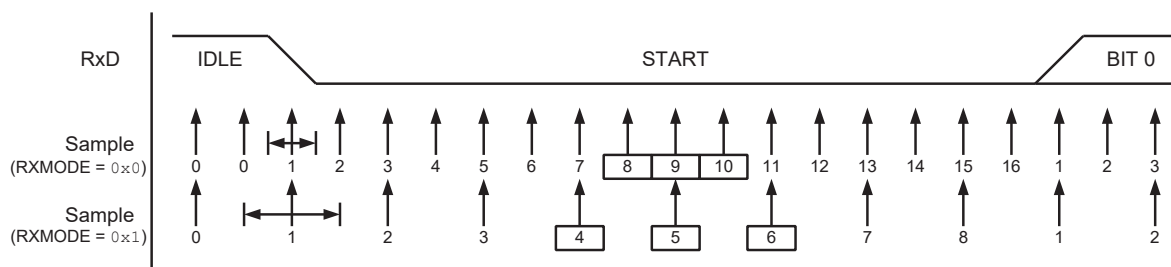 RxD IDLE START BIT 0
Sample
(RXMODE = 0x0) 0 0 1 2 3 4 5 6 7 8 9 10 11 12 13 14 15 16 1 2 3
Sample
(RXMODE = 0x1) 0 1 2 3 4 5 6 7 8 1 2